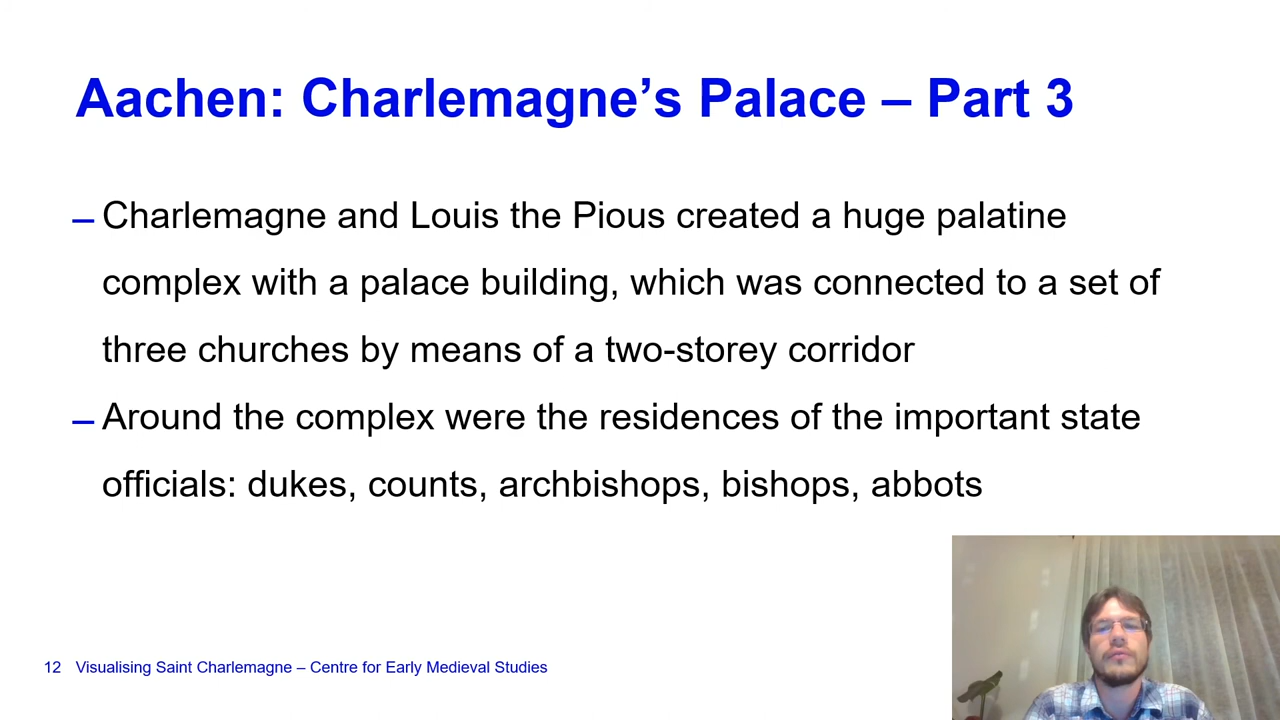 Aachen: Charlemagne’s Palace – Part 3
– Charlemagne and Louis the Pious created a huge palatine
complex with a palace building, which was connected to a set of
three churches by means of a two-storey corridor
– Around the complex were the residences of the important state
officials: dukes, counts, archbishops, bishops, abbots
12 Visualising Saint Charlemagne – Centre for Early Medieval Studies